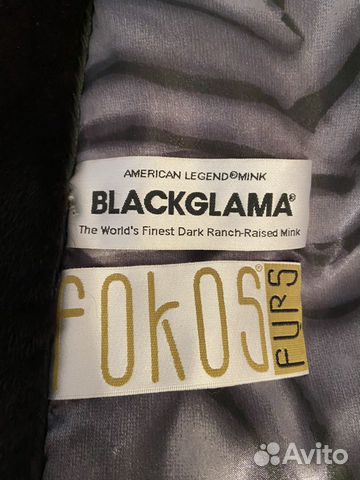 AMERICAN LEGEND®MINK
BLACKGLAMA®
The World's Finest Dark Ranch-Raised Mink
fokos®
FURS
Avito